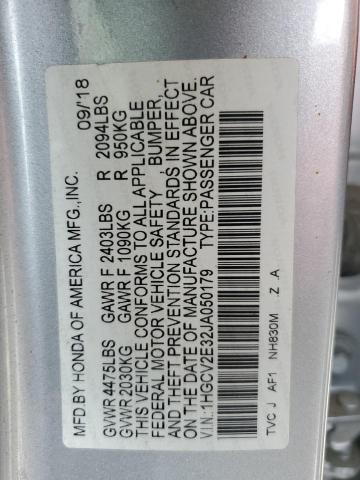 MFD.BY HONDA OF AMERICA MFG.,INC. 09/'18
GVWR 4475LBS GAWR F 2403LBS R 2094LBS
GVWR 2030KG GAWR F 1090KG R 950KG
THIS VEHICLE CONFORMS TO ALL APPLICABLE
FEDERAL MOTOR VEHICLE SAFETY, BUMPER,
AND THEFT PREVENTION STANDARDS IN EFFECT
ON THE DATE OF MANUFACTURE SHOWN ABOVE.
V.I.N.:1HGCV2E32JA050179 TYPE:PASSENGER CAR
TVC J AF1 NH830M .Z .A